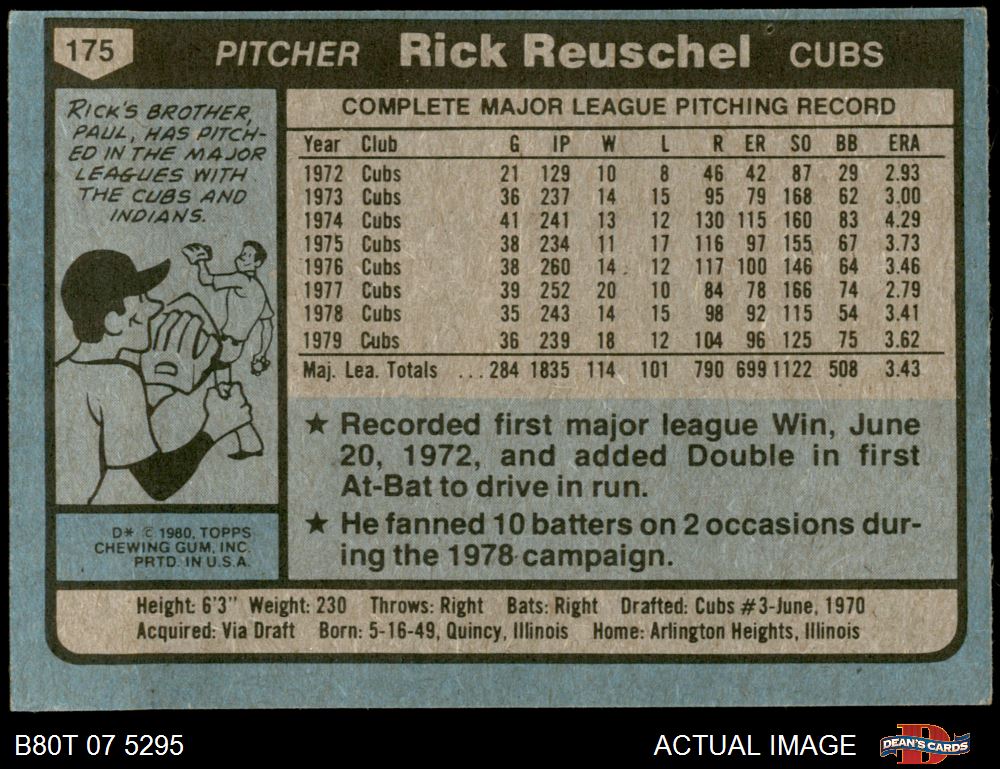 175 PITCHER Rick Reuschel CUBS
RICK'S BROTHER,
PAUL, HAS PITCH-
ED IN THE MAJOR
LEAGUES WITH
THE CUBS AND
INDIANS.
COMPLETE MAJOR LEAGUE PITCHING RECORD
Year Club G IP W L R ER SO BB ERA
1972 Cubs 21 129 10 8 46 42 87 29 2.93
1973 Cubs 36 237 14 15 95 79 168 62 3.00
1974 Cubs 41 241 13 12 130 115 160 83 4.29
1975 Cubs 38 234 11 17 116 97 155 67 3.73
1976 Cubs 38 260 14 12 117 100 146 64 3.46
1977 Cubs 39 252 20 10 84 78 166 74 2.79
1978 Cubs 35 243 14 15 98 92 115 54 3.41
1979 Cubs 36 239 18 12 104 96 125 75 3.62
Maj. Lea. Totals ...284 1835 114 101 790 699 1122 508 3.43
★ Recorded first major league Win, June
20, 1972, and added Double in first
At-Bat to drive in run.
★ He fanned 10 batters on 2 occasions dur-
ing the 1978 campaign.
D* © 1980, TOPPS
CHEWING GUM, INC.
PRTD. IN U.S.A.
Height: 6'3" Weight: 230 Throws: Right Bats: Right Drafted: Cubs #3-June, 1970
Acquired: Via Draft Born: 5-16-49, Quincy, Illinois Home: Arlington Heights, Illinois
B80T 07 5295 ACTUAL IMAGE D DEAN'S CARDS